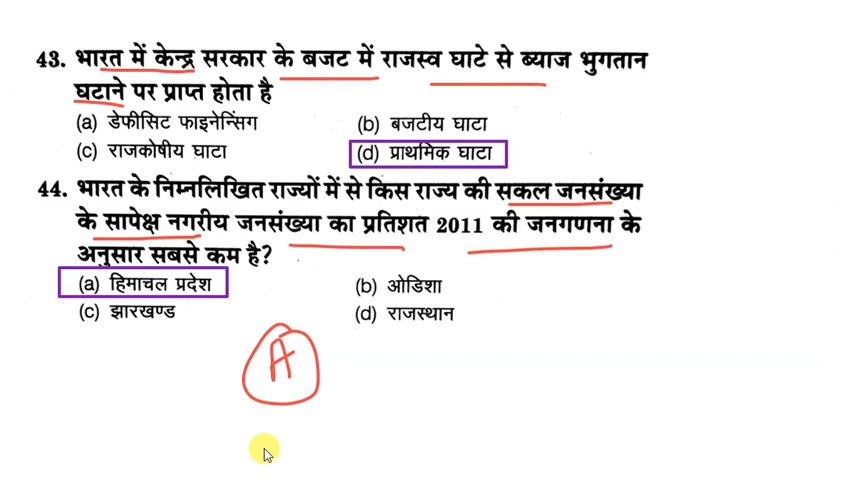 43. भारत में केन्द्र सरकार के बजट में राजस्व घाटे से ब्याज भुगतान
घटाने पर प्राप्त होता है
(a) डेफीसिट फाइनेन्सिंग (b) बजटीय घाटा
(c) राजकोषीय घाटा (d) प्राथमिक घाटा
44. भारत के निम्नलिखित राज्यों में से किस राज्य की सकल जनसंख्या
के सापेक्ष नगरीय जनसंख्या का प्रतिशत 2011 की जनगणना के
अनुसार सबसे कम है?
(a) हिमाचल प्रदेश (b) ओडिशा
(c) झारखण्ड (d) राजस्थान
A